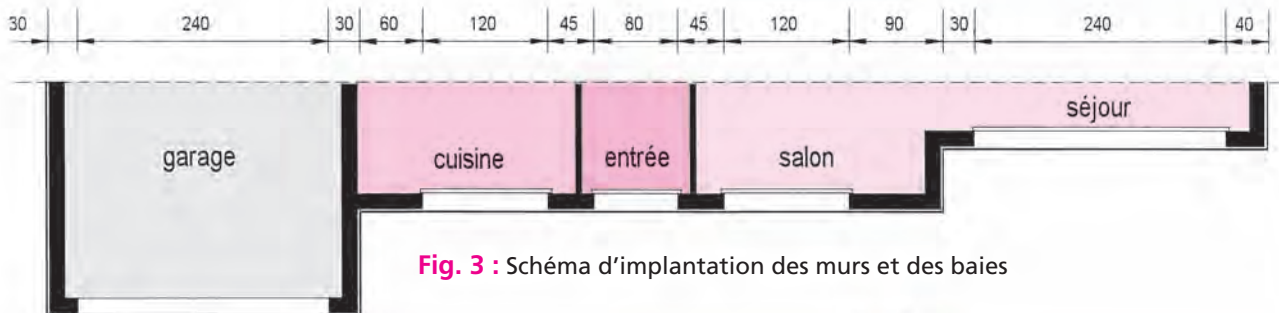 30 240 30 60 120 45 80 45 120 90 30 240 40
séjour
garage cuisine entrée salon
Fig. 3 : Schéma d'implantation des murs et des baies